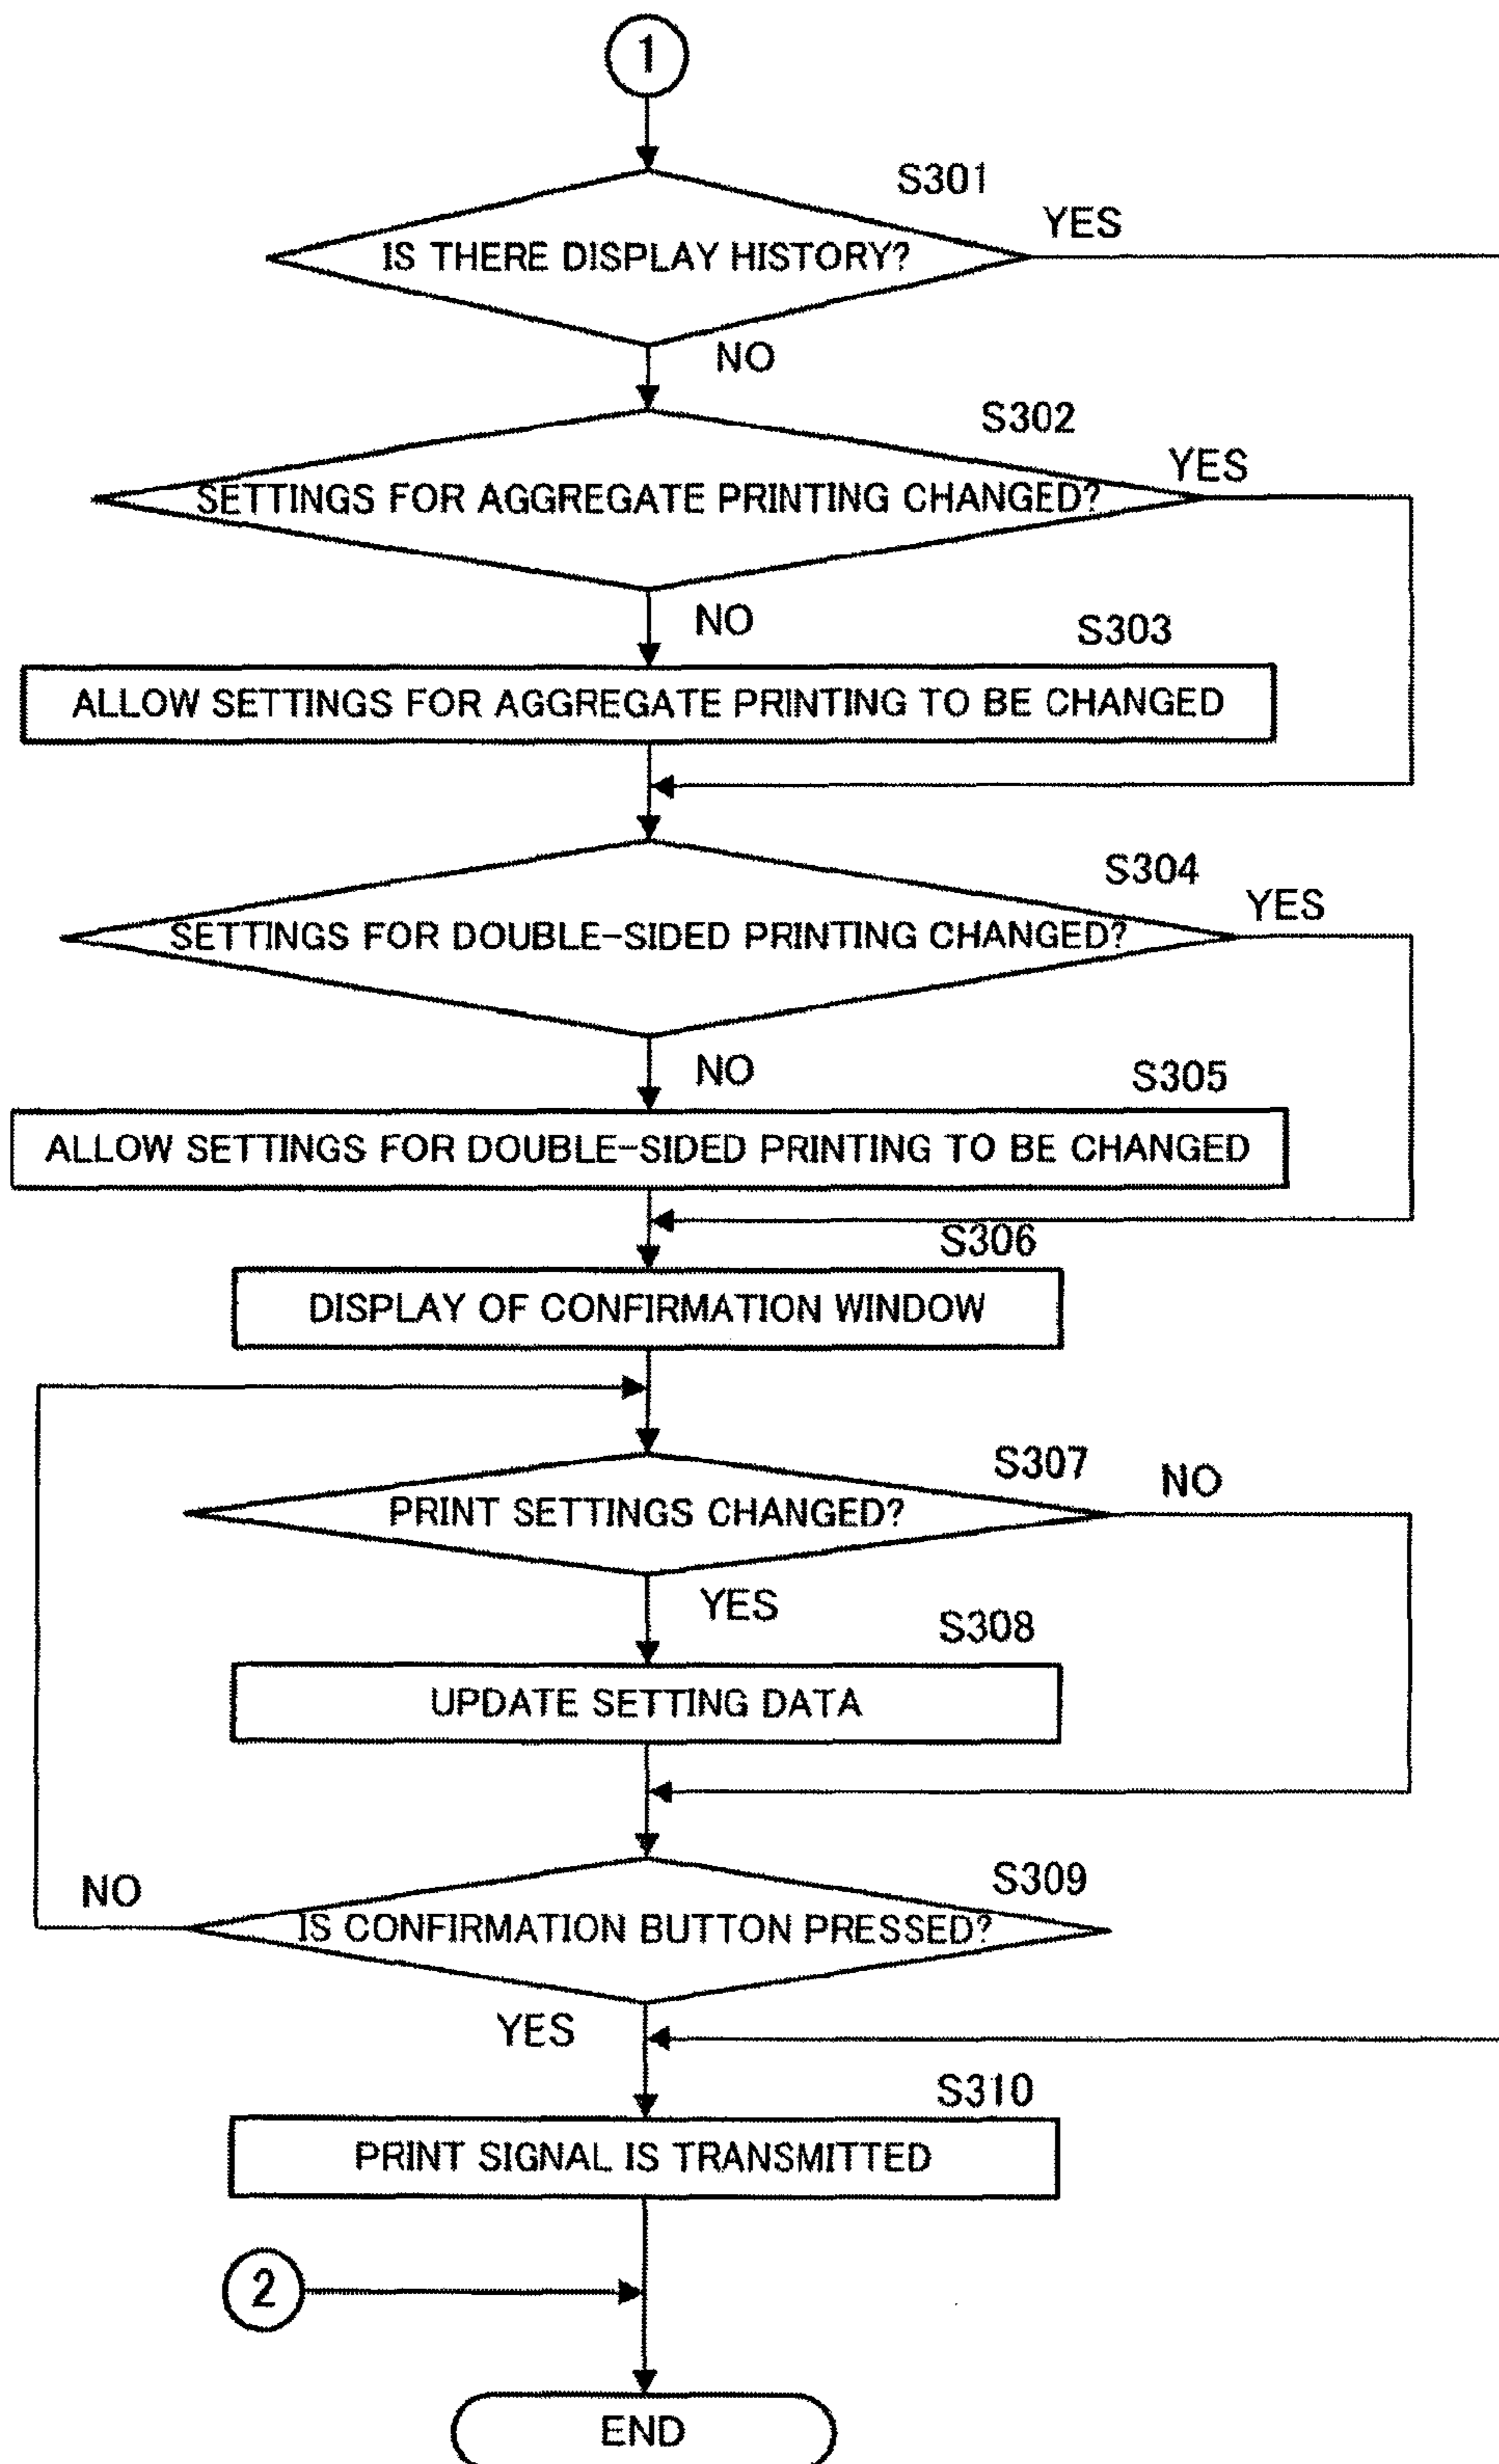 1
S301
YES
IS THERE DISPLAY HISTORY?
NO
S302
YES
SETTINGS FOR AGGREGATE PRINTING CHANGED?
NO
S303
ALLOW SETTINGS FOR AGGREGATE PRINTING TO BE CHANGED
S304
YES
SETTINGS FOR DOUBLE-SIDED PRINTING CHANGED?
NO
S305
ALLOW SETTINGS FOR DOUBLE-SIDED PRINTING TO BE CHANGED
S306
DISPLAY OF CONFIRMATION WINDOW
S307
NO
PRINT SETTINGS CHANGED?
YES
S308
UPDATE SETTING DATA
S309
NO
IS CONFIRMATION BUTTON PRESSED?
YES
S310
PRINT SIGNAL IS TRANSMITTED
2
END